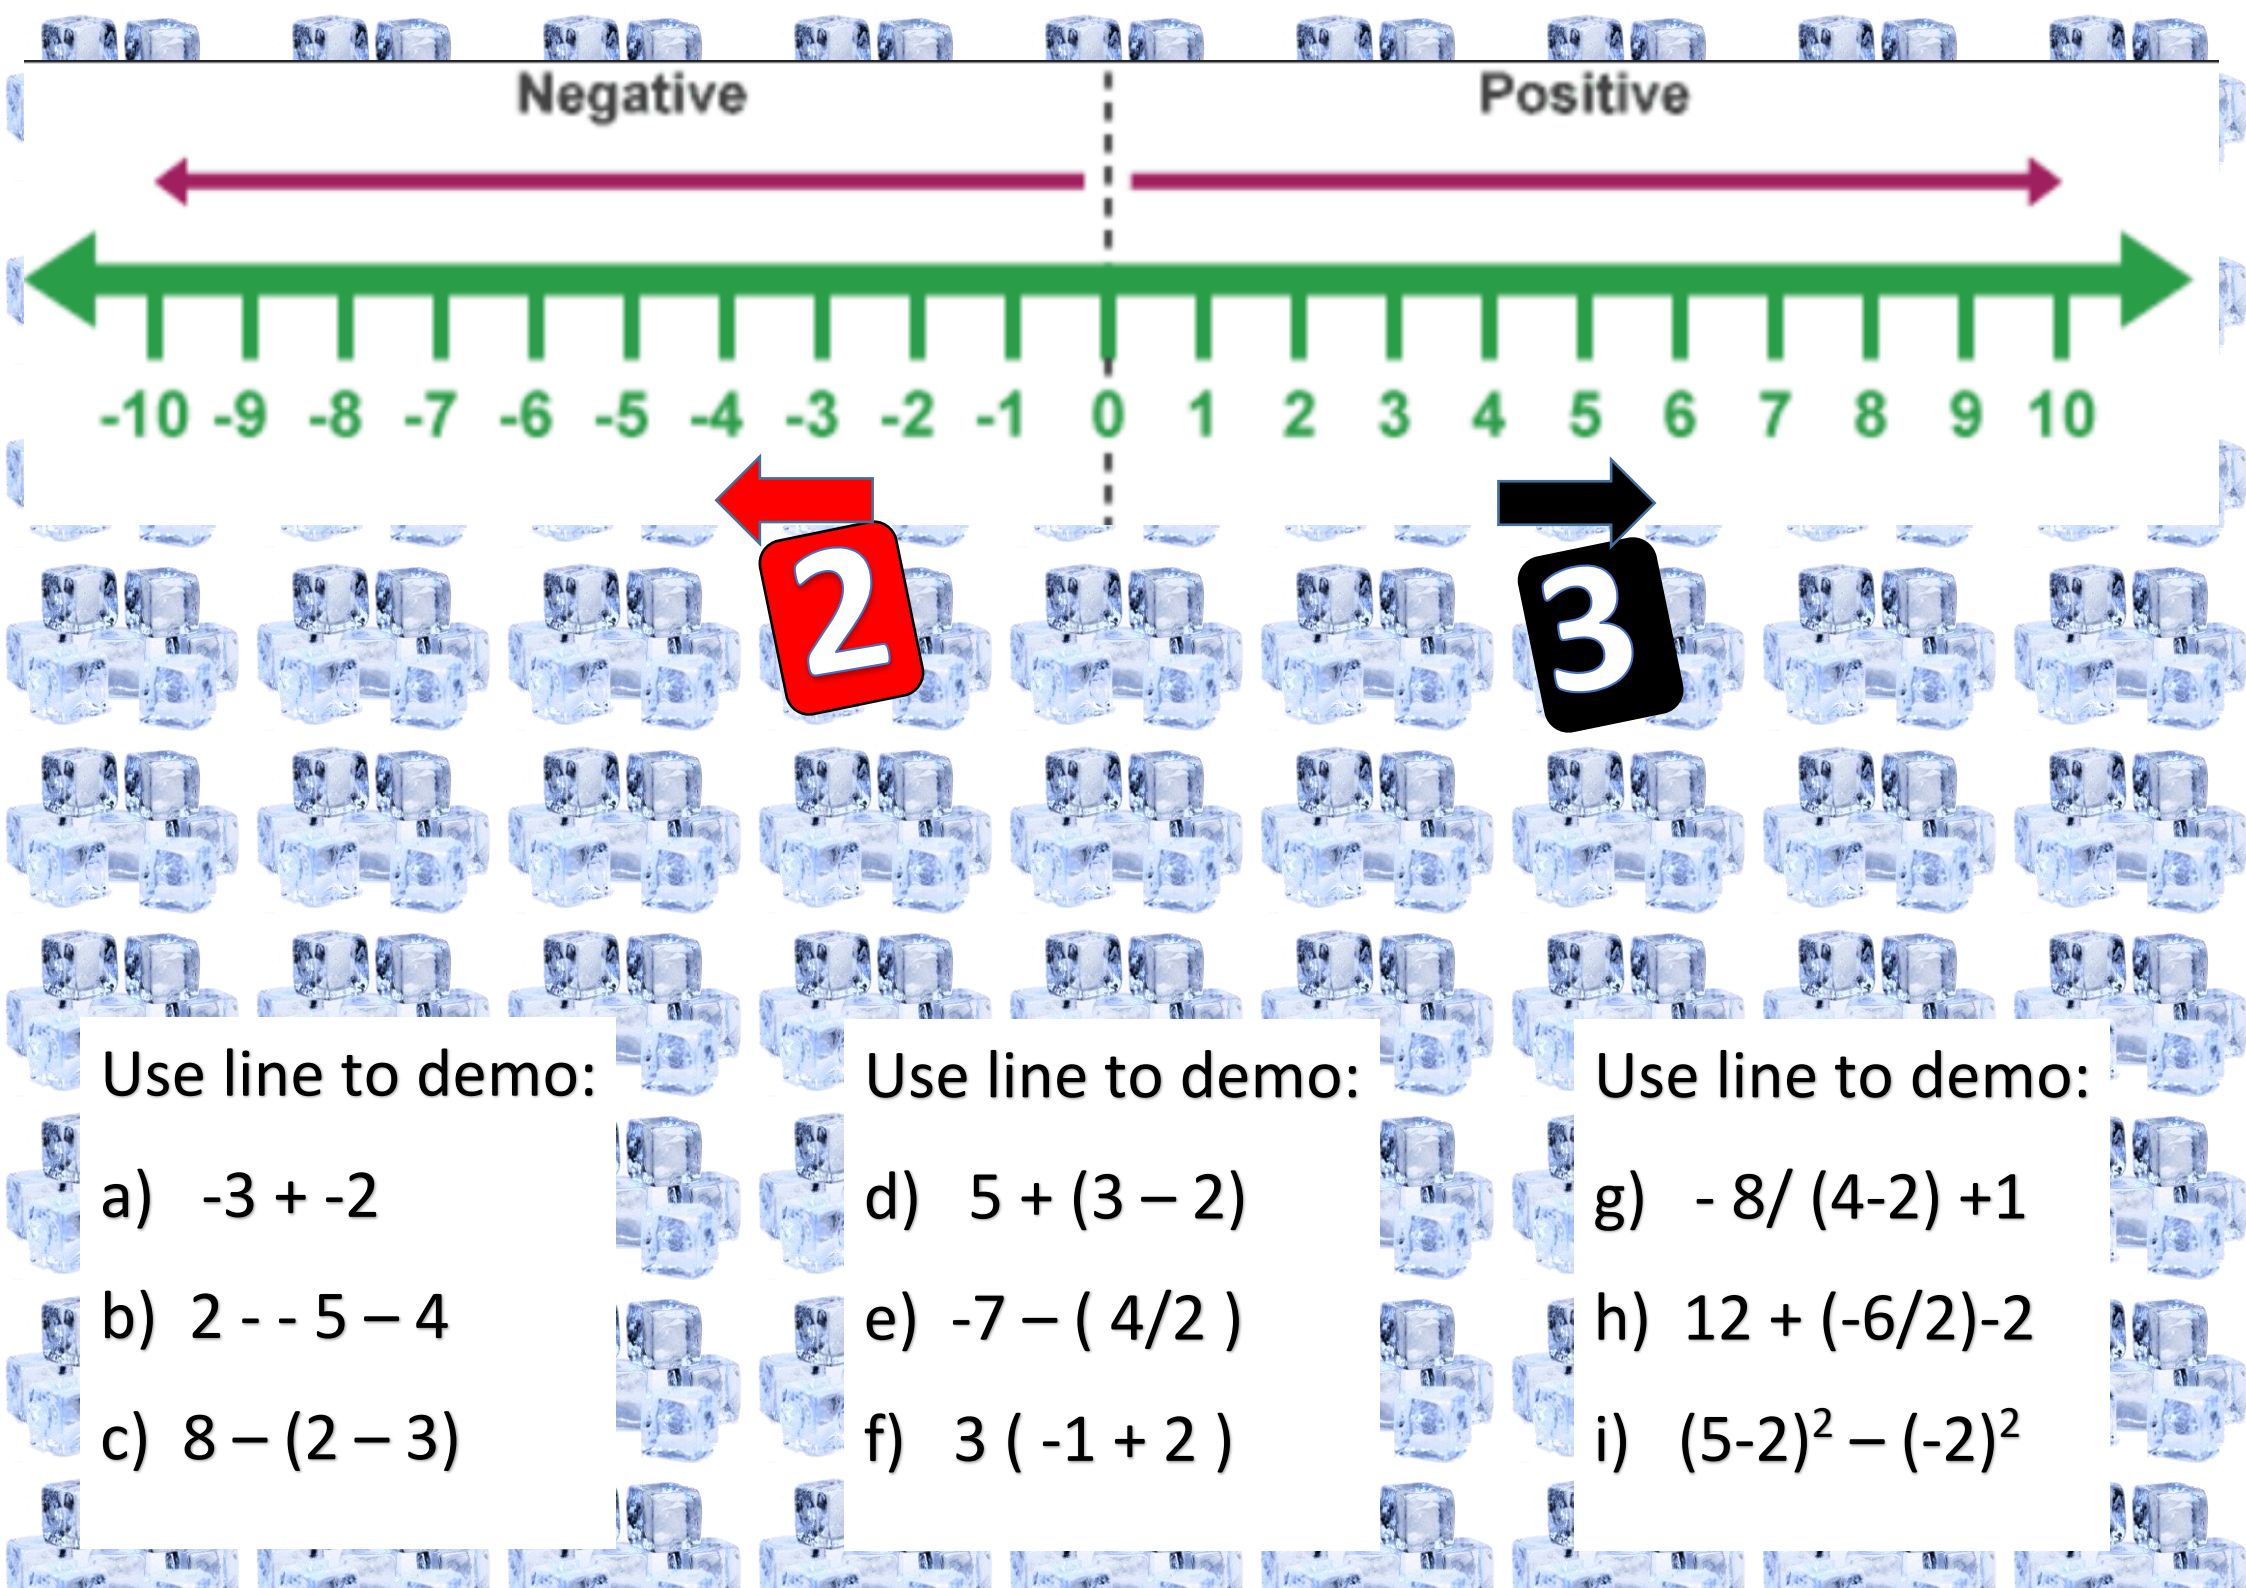 Negative Positive
-10 -9 -8 -7 -6 -5 -4 -3 -2 -1 0 1 2 3 4 5 6 7 8 9 10
2 3
Use line to demo:
a) -3 + -2
b) 2 - - 5 – 4
c) 8 – (2 – 3)
Use line to demo:
d) 5 + (3 – 2)
e) -7 – ( 4/2 )
f) 3 ( -1 + 2 )
Use line to demo:
g) - 8/ (4-2) +1
h) 12 + (-6/2)-2
i) (5-2)² – (-2)²